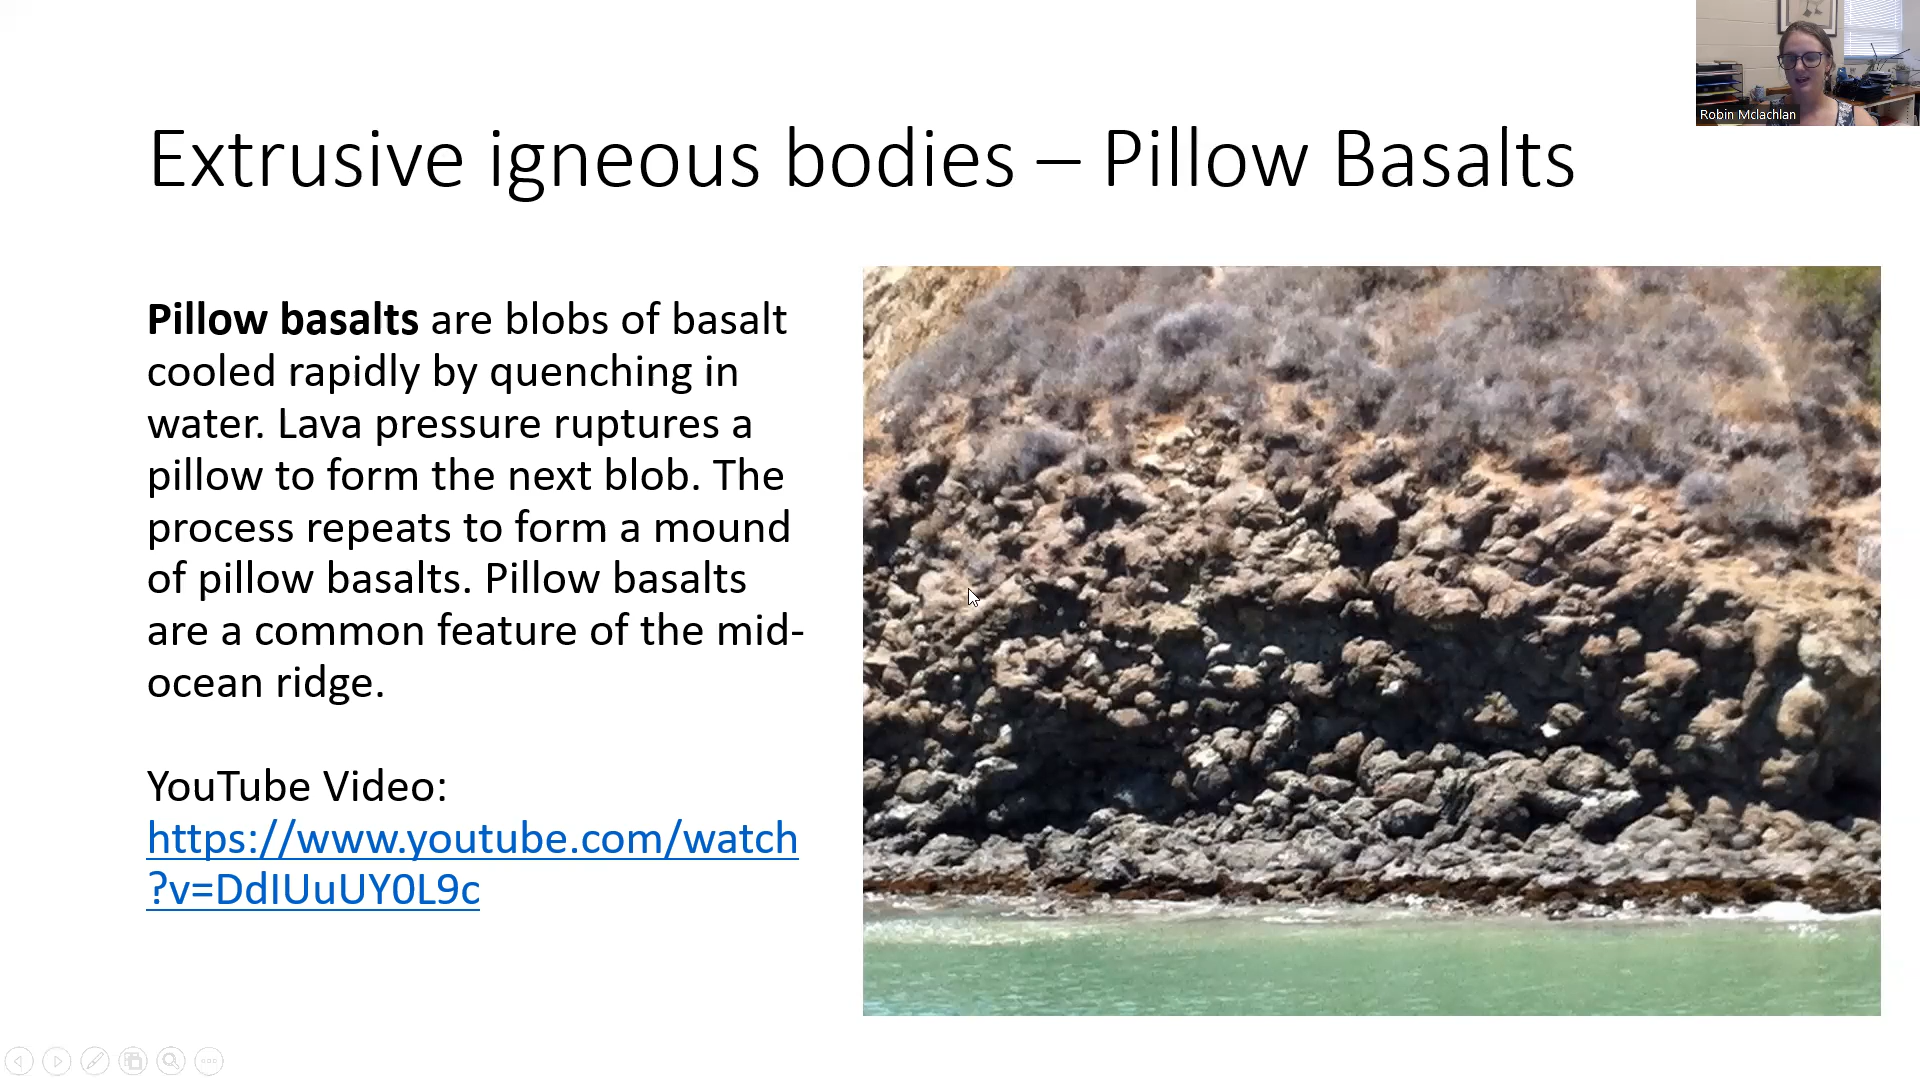 Robin Mclachlan
Extrusive igneous bodies – Pillow Basalts
Pillow basalts are blobs of basalt
cooled rapidly by quenching in
water. Lava pressure ruptures a
pillow to form the next blob. The
process repeats to form a mound
of pillow basalts. Pillow basalts
are a common feature of the mid-
ocean ridge.
YouTube Video:
https://www.youtube.com/watch
?v=DdIUuUY0L9c